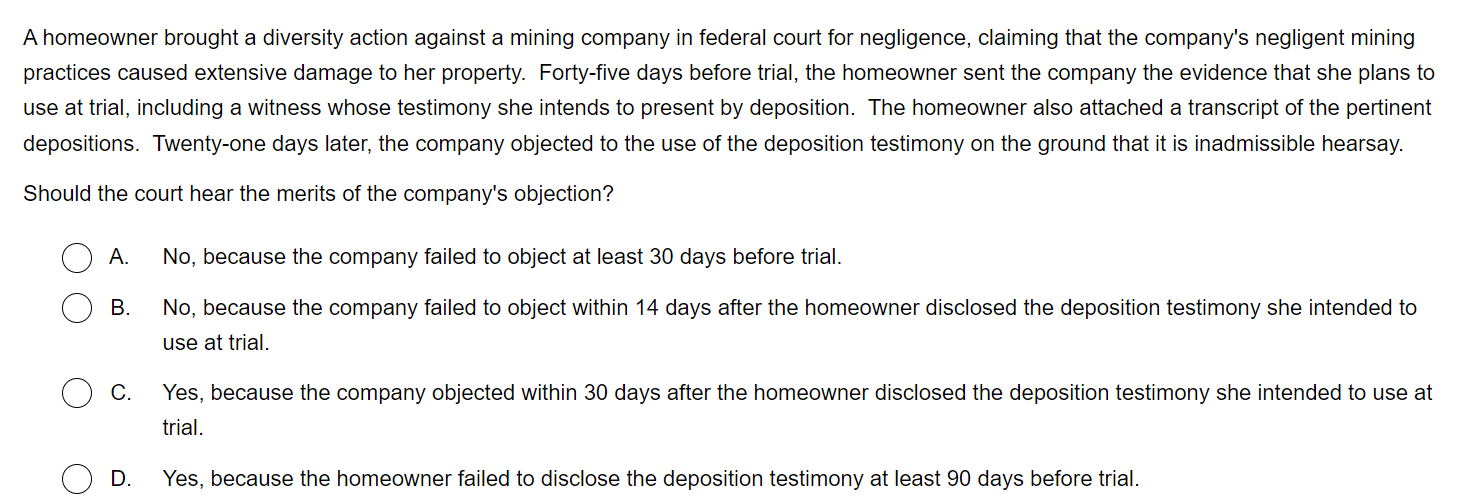 A homeowner brought a diversity action against a mining company in federal court for negligence, claiming that the company's negligent mining
practices caused extensive damage to her property.  Forty-five days before trial, the homeowner sent the company the evidence that she plans to
use at trial, including a witness whose testimony she intends to present by deposition.  The homeowner also attached a transcript of the pertinent
depositions.  Twenty-one days later, the company objected to the use of the deposition testimony on the ground that it is inadmissible hearsay.
Should the court hear the merits of the company's objection?
A. No, because the company failed to object at least 30 days before trial.
B. No, because the company failed to object within 14 days after the homeowner disclosed the deposition testimony she intended to
use at trial.
C. Yes, because the company objected within 30 days after the homeowner disclosed the deposition testimony she intended to use at
trial.
D. Yes, because the homeowner failed to disclose the deposition testimony at least 90 days before trial.